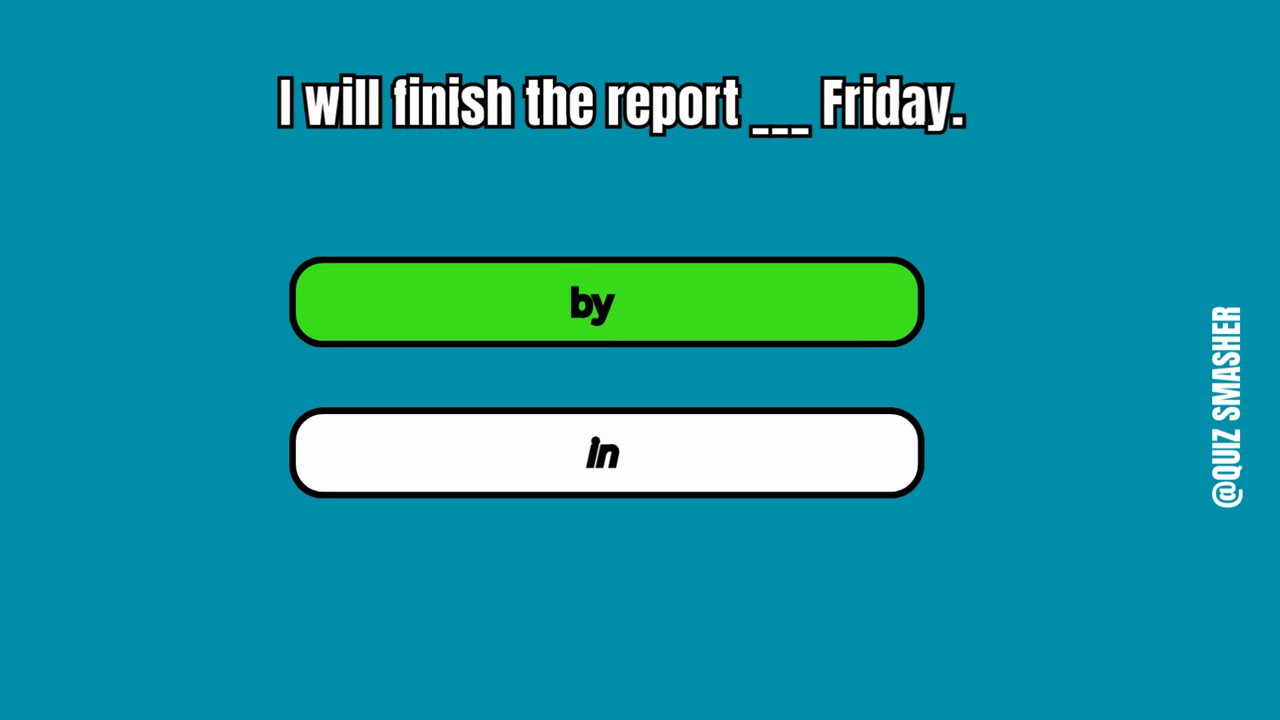 I will finish the report ___ Friday.
by
in
@QUIZ SMASHER